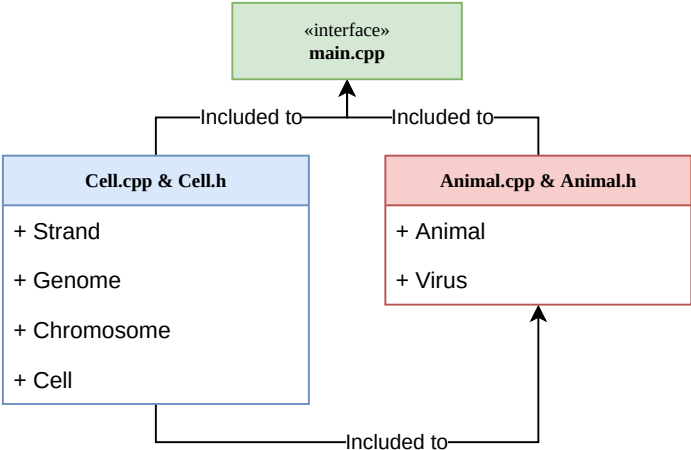 «interface»
main.cpp
Included to
Included to
Cell.cpp & Cell.h
+ Strand
+ Genome
+ Chromosome
+ Cell
Animal.cpp & Animal.h
+ Animal
+ Virus
Included to